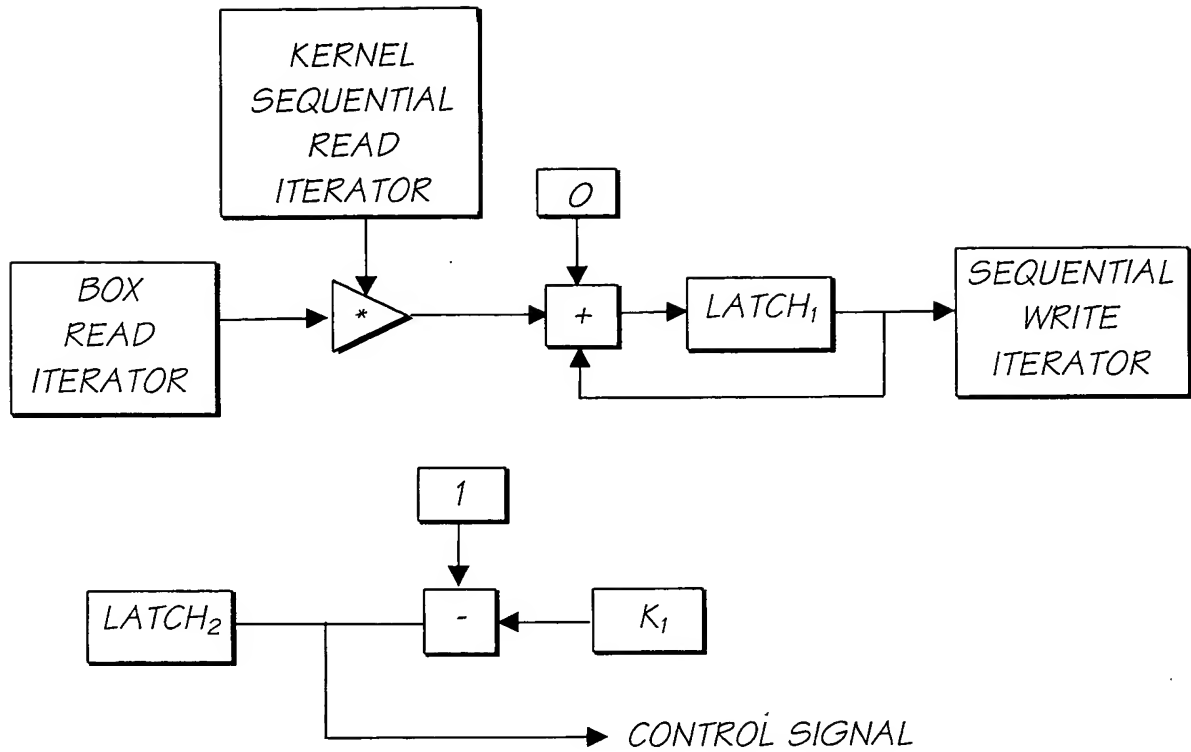 KERNEL
SEQUENTIAL
READ
ITERATOR
0
BOX
READ
ITERATOR
*
+
LATCH₁
SEQUENTIAL
WRITE
ITERATOR
1
LATCH₂
-
K₁
CONTROL SIGNAL